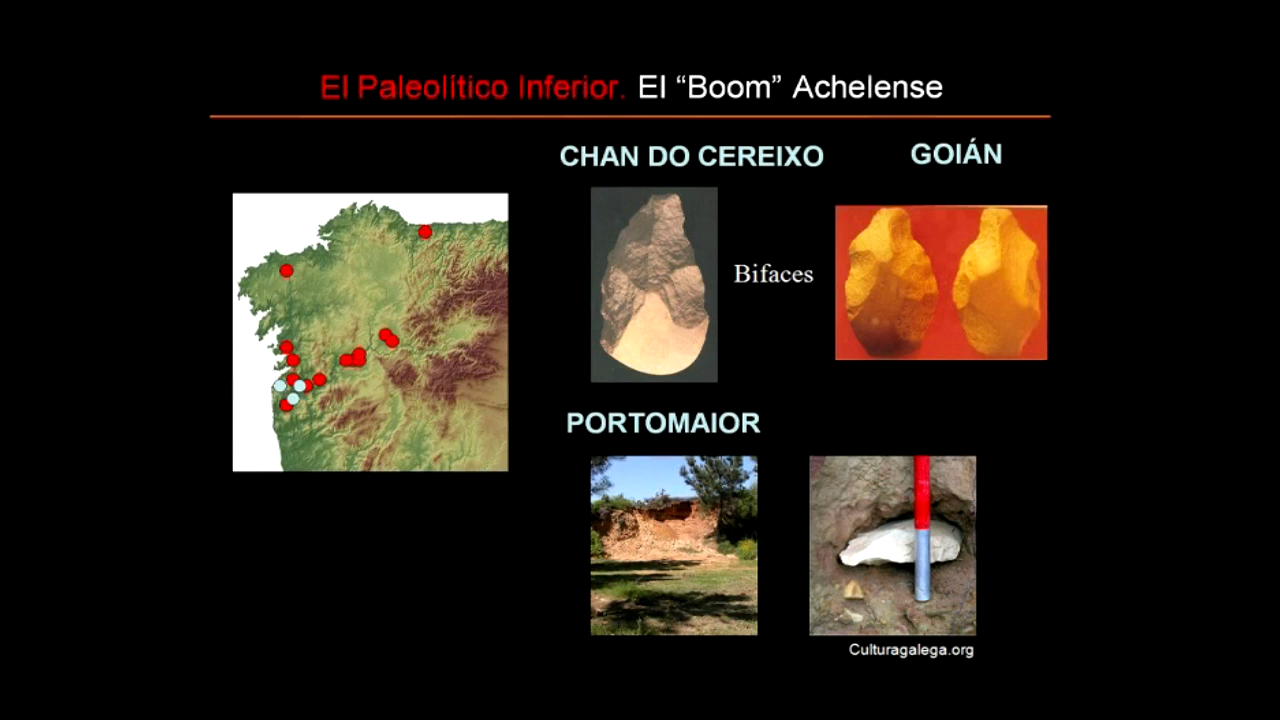 El Paleolítico Inferior. El “Boom” Achelense
CHAN DO CEREIXO
GOIÁN
Bifaces
PORTOMAIOR
Culturagalega.org